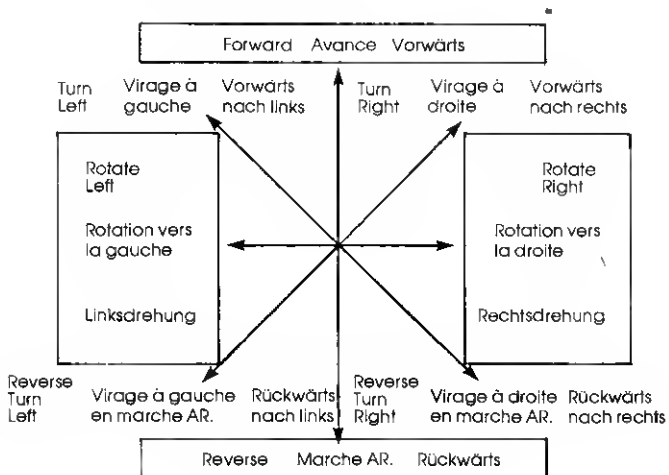 Forward Avance Vorwärts
Turn Left
Virage à gauche
Vorwärts nach links
Turn Right
Virage à droite
Vorwärts nach rechts
Rotate
Left
Rotation vers
la gauche
Linksdrehung
Rotate
Right
Rotation vers
la droite
Rechtsdrehung
Reverse
Turn
Left
Virage à gauche
en marche AR.
Rückwärts
nach links
Reverse
Turn
Right
Virage à droite
en marche AR.
Rückwärts
nach rechts
Reverse Marche AR. Rückwärts